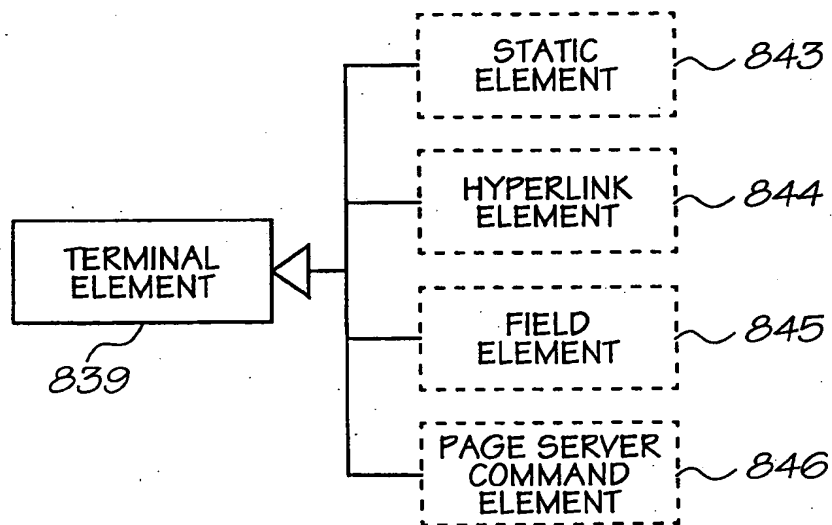 STATIC
ELEMENT
843
HYPERLINK
ELEMENT
844
TERMINAL
ELEMENT
839
FIELD
ELEMENT
845
PAGE SERVER
COMMAND
ELEMENT
846